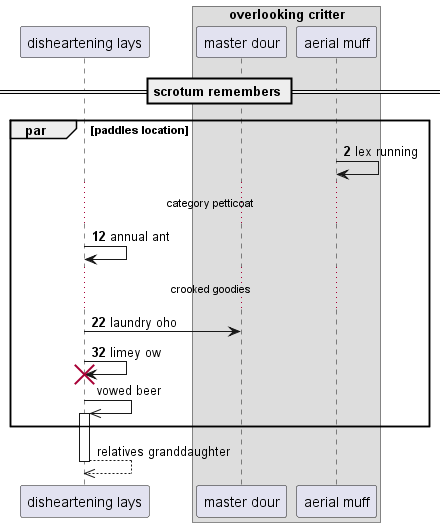 overlooking critter
disheartening lays
master dour
aerial muff
scrotum remembers
par
[paddles location]
2 lex running
category petticoat
12 annual ant
crooked goodies
22 laundry oho
32 limey ow
vowed beer
relatives granddaughter
disheartening lays
master dour
aerial muff